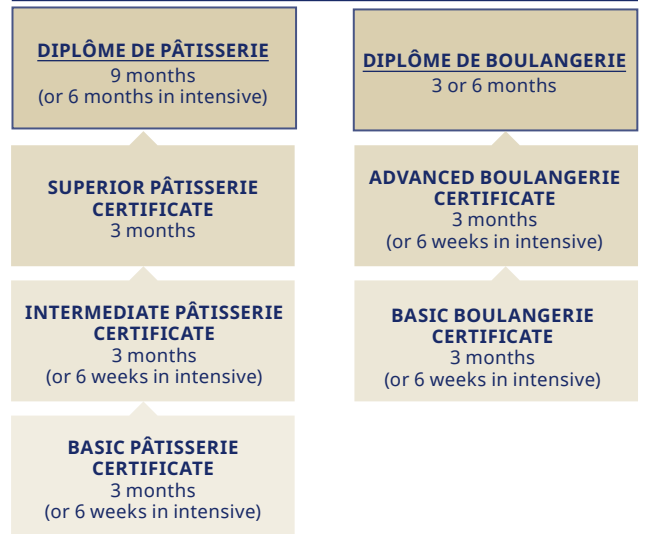 DIPLÔME DE PÂTISSERIE
9 months
(or 6 months in intensive)
SUPERIOR PÂTISSERIE
CERTIFICATE
3 months
INTERMEDIATE PÂTISSERIE
CERTIFICATE
3 months
(or 6 weeks in intensive)
BASIC PÂTISSERIE
CERTIFICATE
3 months
(or 6 weeks in intensive)
DIPLÔME DE BOULANGERIE
3 or 6 months
ADVANCED BOULANGERIE
CERTIFICATE
3 months
(or 6 weeks in intensive)
BASIC BOULANGERIE
CERTIFICATE
3 months
(or 6 weeks in intensive)